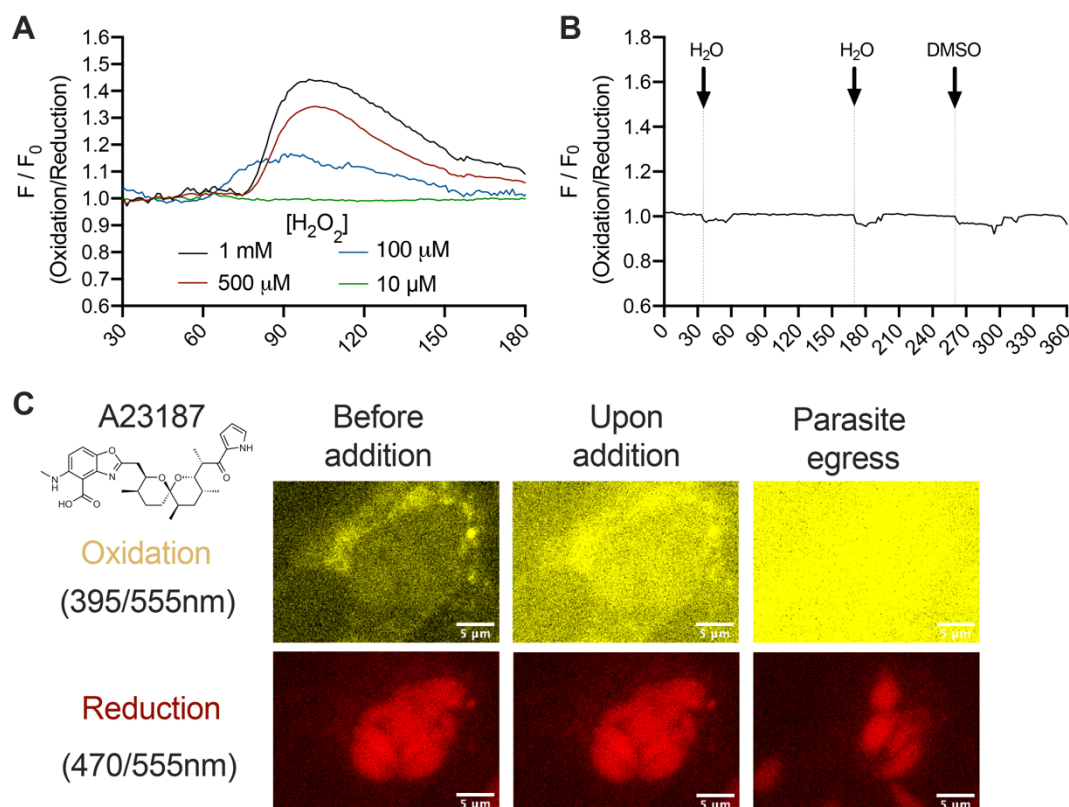 A
F / F0
(Oxidation/Reduction)
1.6
1.5
1.4
1.3
1.2
1.1
1.0
0.9
0.8
0.7
0.6
[H2O2]
1 mM
100 μM
500 μM
10 μM
30 60 90 120 150 180
B
F / F0
(Oxidation/Reduction)
H2O H2O DMSO
1.8
1.6
1.4
1.2
1.0
0.8
0.6
0 30 60 90 120 150 180 210 240 270 300 330 360
C
A23187
N
H
HO
O
O
N
O
O
O
NH
Before
addition
Upon
addition
Parasite
egress
Oxidation
(395/555nm)
5 μm
5 μm
5 μm
Reduction
(470/555nm)
5 μm
5 μm
5 μm